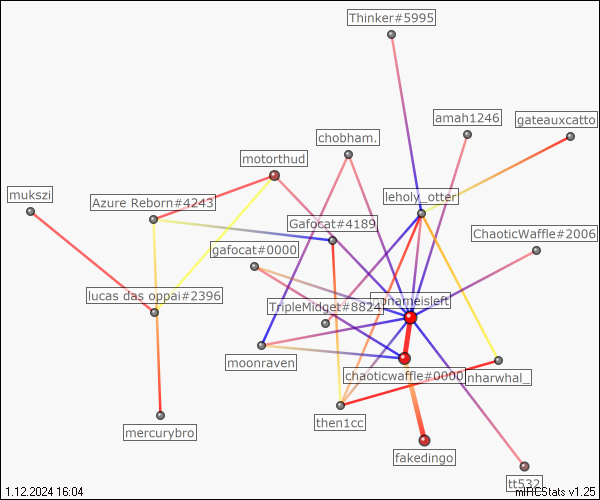 Thinker#5995
amah1246
gateauxcatto
chobham.
motorthud
mukszi
Azure Reborn#4243
leholy_otter
Gafocat#4189
ChaoticWaffle#2006
gafocat#0000
lucas das oppai#2396
TripleMidget#8824
nameisleft
moonraven
chaoticwaffle#0000
nharwhal_
then1cc
mercurybro
fakedingo
tt532
1.12.2024 16:04
mIRCStats v1.25